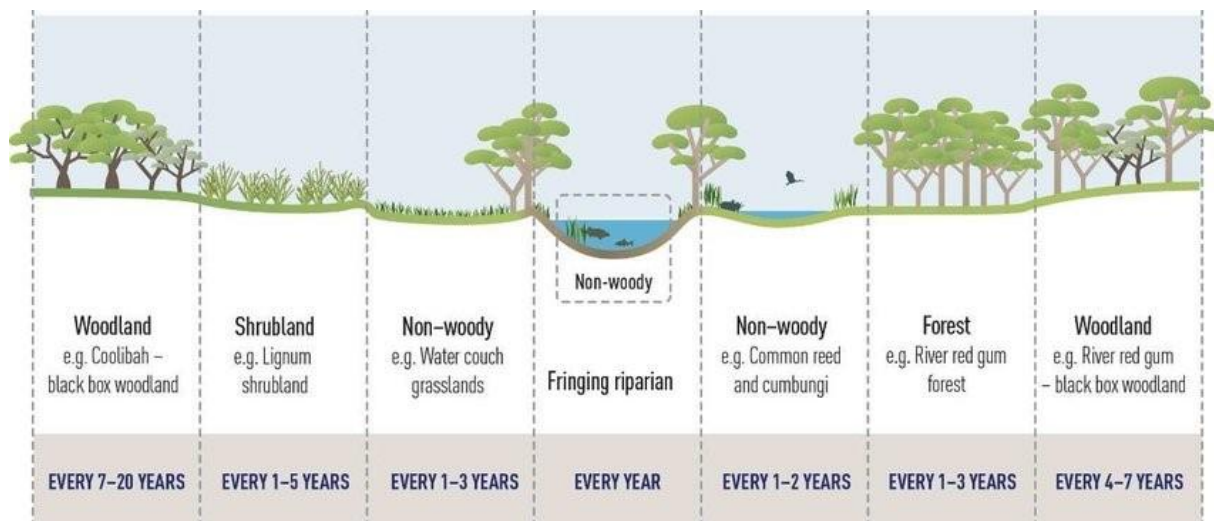 Non-woody
Woodland
e.g. Coolibah –
black box woodland
Shrubland
e.g. Lignum
shrubland
Non–woody
e.g. Water couch
grasslands
Fringing riparian
Non–woody
e.g. Common reed
and cumbungi
Forest
e.g. River red gum
forest
Woodland
e.g. River red gum
– black box woodland
EVERY 7–20 YEARS
EVERY 1–5 YEARS
EVERY 1–3 YEARS
EVERY YEAR
EVERY 1–2 YEARS
EVERY 1–3 YEARS
EVERY 4–7 YEARS